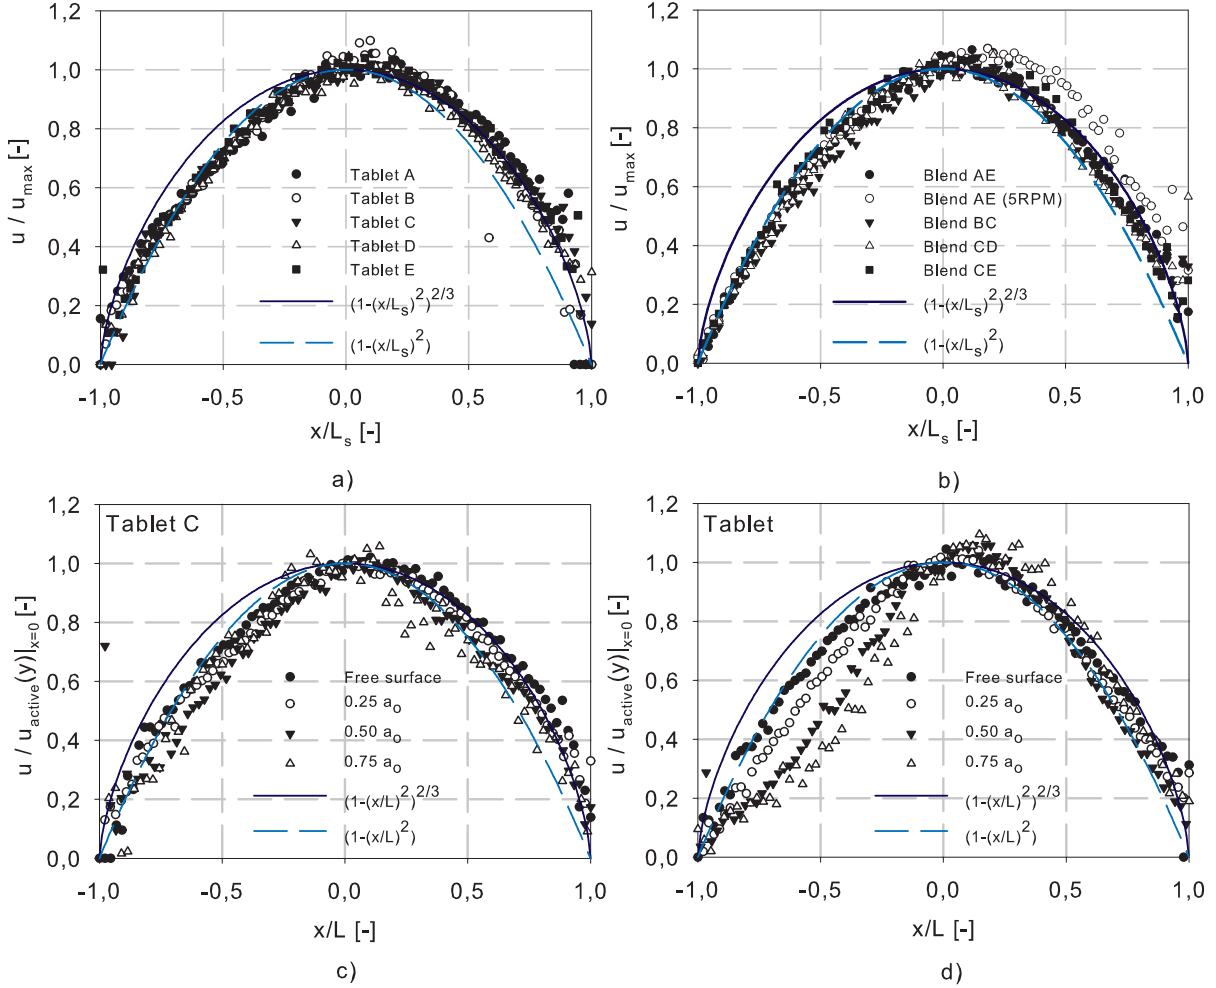 1,2
1,0
0,8
0,6
0,4
0,2
0,0
u / u_max [-]
Tablet A
Tablet B
Tablet C
Tablet D
Tablet E
(1-(x/L_s)^2)^2/3
(1-(x/L_s)^2)
-1,0 -0,5 0,0 0,5 1,0
x/L_s [-]
a)
1,2
1,0
0,8
0,6
0,4
0,2
0,0
u / u_max [-]
Blend AE
Blend AE (5RPM)
Blend BC
Blend CD
Blend CE
(1-(x/L_s)^2)^2/3
(1-(x/L_s)^2)
-1,0 -0,5 0,0 0,5 1,0
x/L_s [-]
b)
1,2
1,0
0,8
0,6
0,4
0,2
0,0
u / u_active(y)|_x=0 [-]
Tablet C
Free surface
0.25 a_o
0.50 a_o
0.75 a_o
(1-(x/L)^2)^2/3
(1-(x/L)^2)
-1,0 -0,5 0,0 0,5 1,0
x/L [-]
c)
1,2
1,0
0,8
0,6
0,4
0,2
0,0
u / u_active(y)|_x=0 [-]
Tablet
Free surface
0.25 a_o
0.50 a_o
0.75 a_o
(1-(x/L)^2)^2/3
(1-(x/L)^2)
-1,0 -0,5 0,0 0,5 1,0
x/L [-]
d)